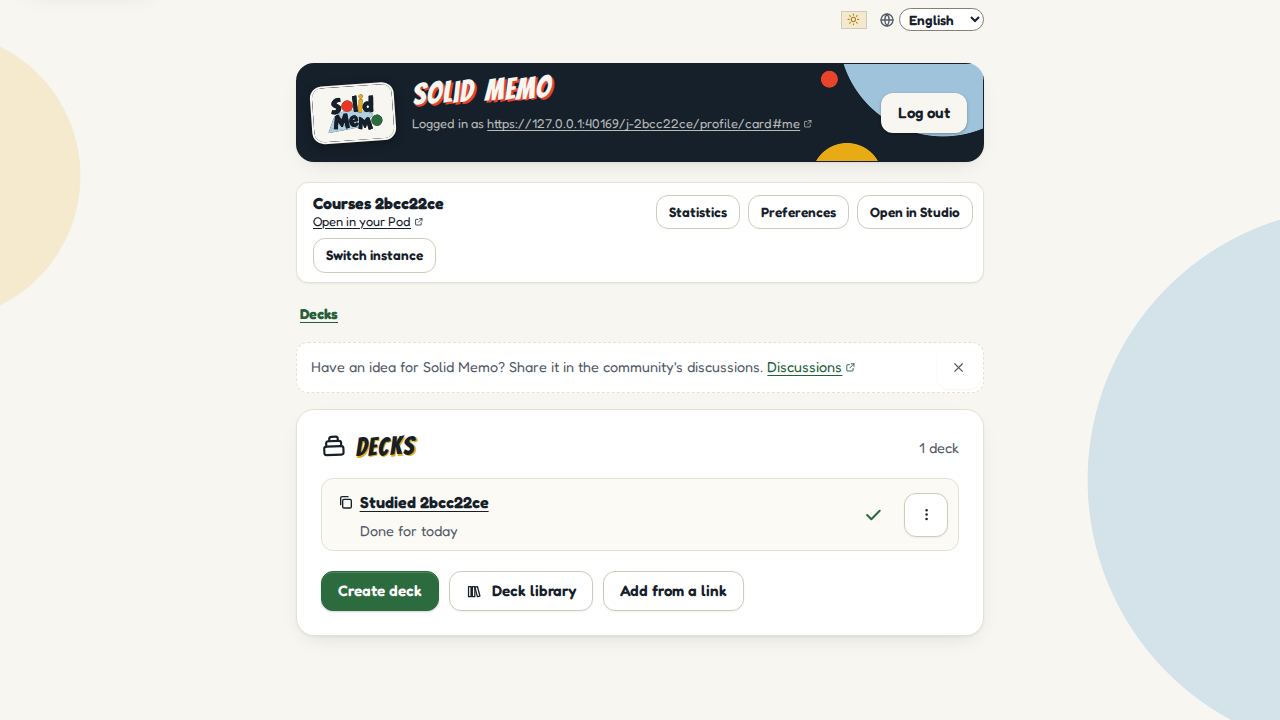 English
Solid Memo
SOLID MEMO
Logged in as https://127.0.0.1:40169/j-2bcc22ce/profile/card#me
Log out
Courses 2bcc22ce
Open in your Pod
Statistics
Preferences
Open in Studio
Switch instance
Decks
Have an idea for Solid Memo? Share it in the community's discussions. Discussions
DECKS
1 deck
Studied 2bcc22ce
Done for today
Create deck
Deck library
Add from a link